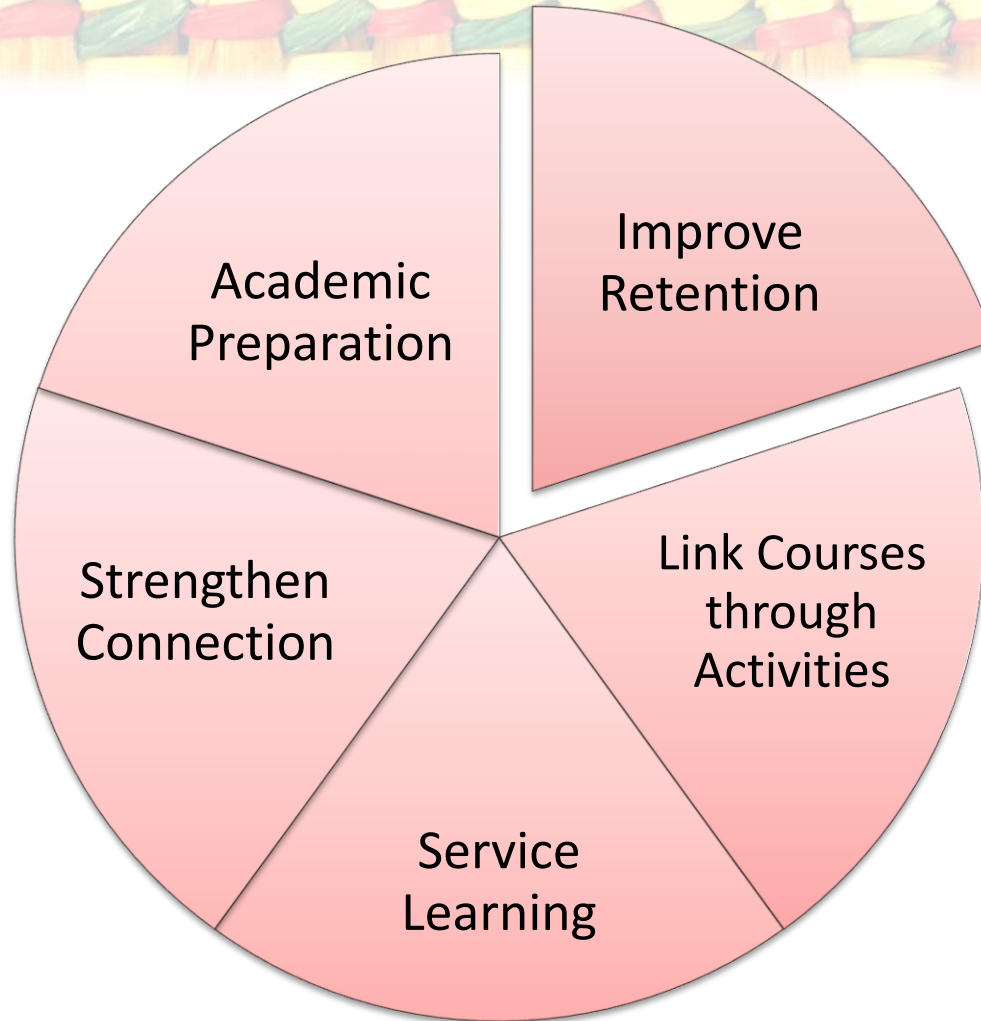 Improve
Retention
Link Courses
through
Activities
Service
Learning
Strengthen
Connection
Academic
Preparation